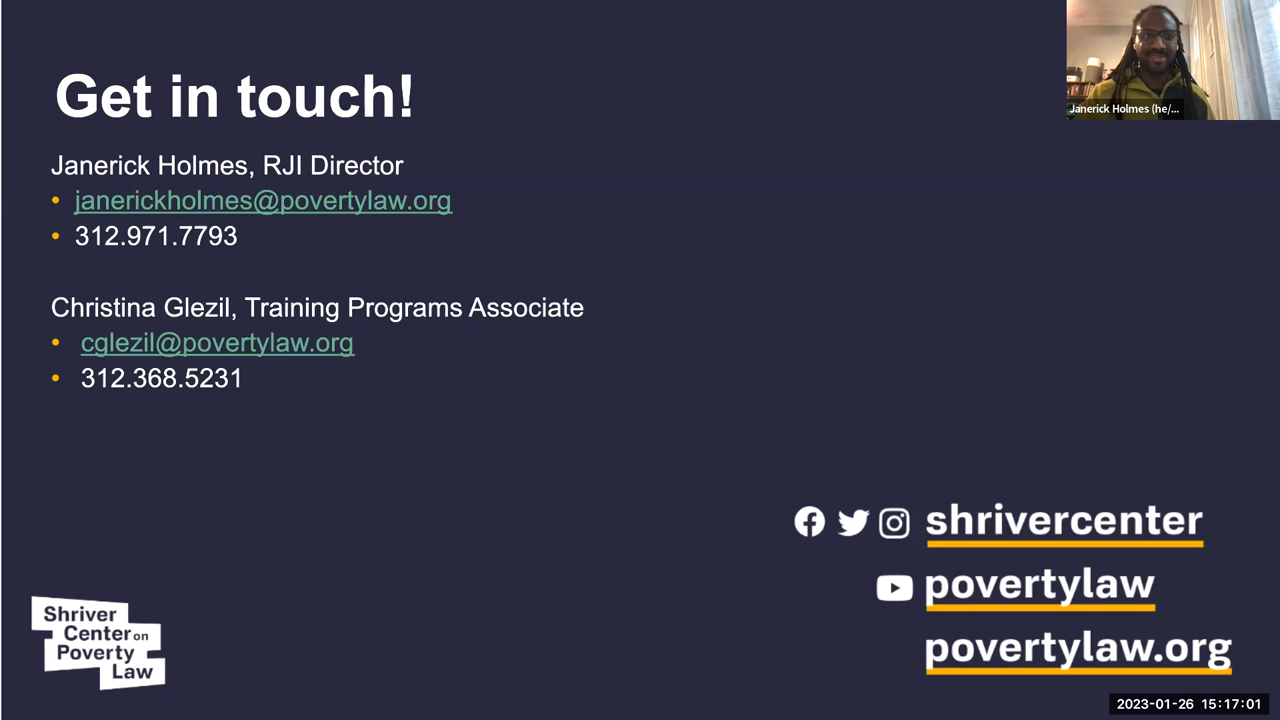 Get in touch!
Janerick Holmes (he/...
Janerick Holmes, RJI Director
• janerickholmes@povertylaw.org
• 312.971.7793
Christina Glezil, Training Programs Associate
• cglezil@povertylaw.org
• 312.368.5231
shrivercenter
povertylaw
povertylaw.org
Shriver
Center on
Poverty
Law
2023-01-26 15:17:01